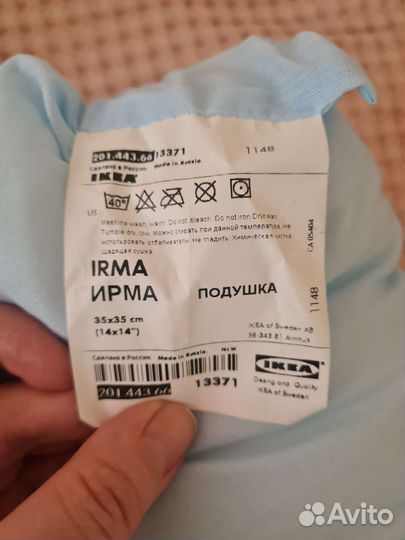 201.443.66 13371 1148
Сделано в России. Made in Russia.
IKEA
40°
US
Machine wash, warm. Do not bleach. Do not iron. Dryclean.
Tumble dry, low. Можно стирать при данной температуре. Не
использовать отбеливатели. Не гладить. Химическая чистка
щадящая сушка
CA 05404
IRMA
ИРМА
ПОДУШКА
1148
35x35 cm
(14x14")
IKEA of Sweden AB
SE-343 81 Älmhult
Сделано в России. Made in Russia. NLW
201.443.66
13371
IKEA
Design and Quality
IKEA of Sweden
Avito